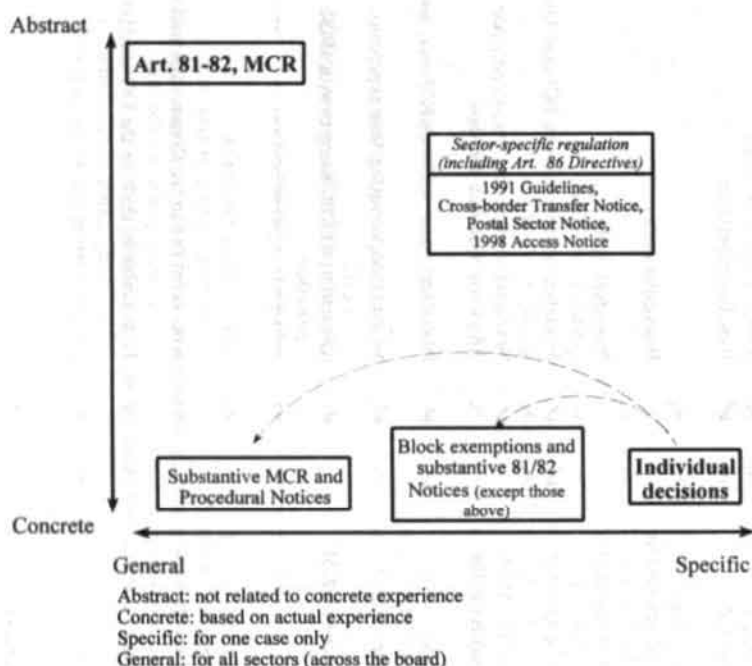 Abstract
Art. 81-82, MCR
Sector-specific regulation
(including Art. 86 Directives)
1991 Guidelines,
Cross-border Transfer Notice,
Postal Sector Notice,
1998 Access Notice
Substantive MCR and
Procedural Notices
Block exemptions and
substantive 81/82
Notices (except those
above)
Individual
decisions
Concrete
General
Specific
Abstract: not related to concrete experience
Concrete: based on actual experience
Specific: for one case only
General: for all sectors (across the board)